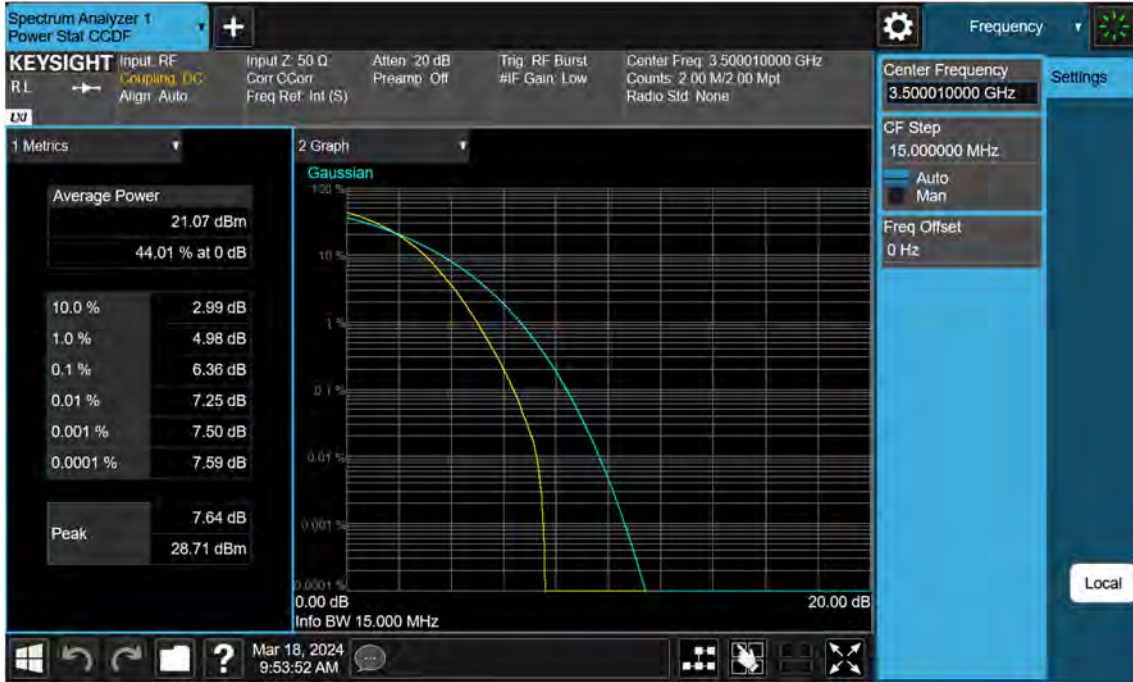 Spectrum Analyzer 1
Power Stat CCDF
+
Frequency
KEYSIGHT
R L
LXI
Input: RF
Coupling: DC
Align: Auto
Input Z: 50 Ω
Corr CCorr
Freq Ref: Int (S)
Atten: 20 dB
Preamp: Off
Trig: RF Burst
#IF Gain: Low
Center Freq: 3.500010000 GHz
Counts: 2.00 M/2.00 Mpt
Radio Std: None
Center Frequency
3.500010000 GHz
Settings
CF Step
15.000000 MHz
Auto
Man
Freq Offset
0 Hz
1 Metrics
Average Power
21.07 dBm
44.01 % at 0 dB
10.0 % 2.99 dB
1.0 % 4.98 dB
0.1 % 6.36 dB
0.01 % 7.25 dB
0.001 % 7.50 dB
0.0001 % 7.59 dB
Peak
7.64 dB
28.71 dBm
2 Graph
Gaussian
100 %
10 %
1 %
0.1 %
0.01 %
0.001 %
0.0001 %
0.00 dB 20.00 dB
Info BW 15.000 MHz
Local
?
Mar 18, 2024
9:53:52 AM